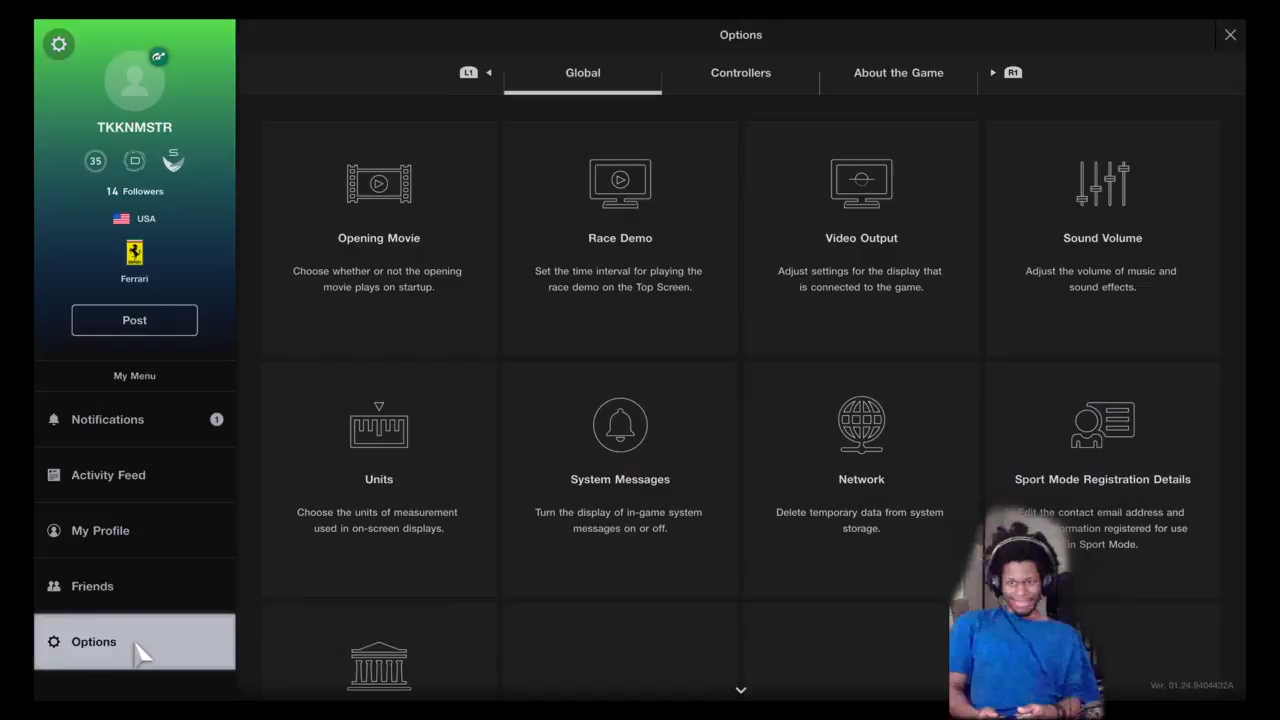 Options
L1
Global
Controllers
About the Game
R1
TKKNMSTR
35
D
S
14 Followers
USA
Ferrari
Post
My Menu
Notifications
1
Activity Feed
My Profile
Friends
Options
Opening Movie
Choose whether or not the opening
movie plays on startup.
Race Demo
Set the time interval for playing the
race demo on the Top Screen.
Video Output
Adjust settings for the display that
is connected to the game.
Sound Volume
Adjust the volume of music and
sound effects.
Units
Choose the units of measurement
used in on-screen displays.
System Messages
Turn the display of in-game system
messages on or off.
Network
Delete temporary data from system
storage.
Sport Mode Registration Details
Edit the contact email address and
registered for use
in Sport Mode.
Ver. 01.24.9404432A